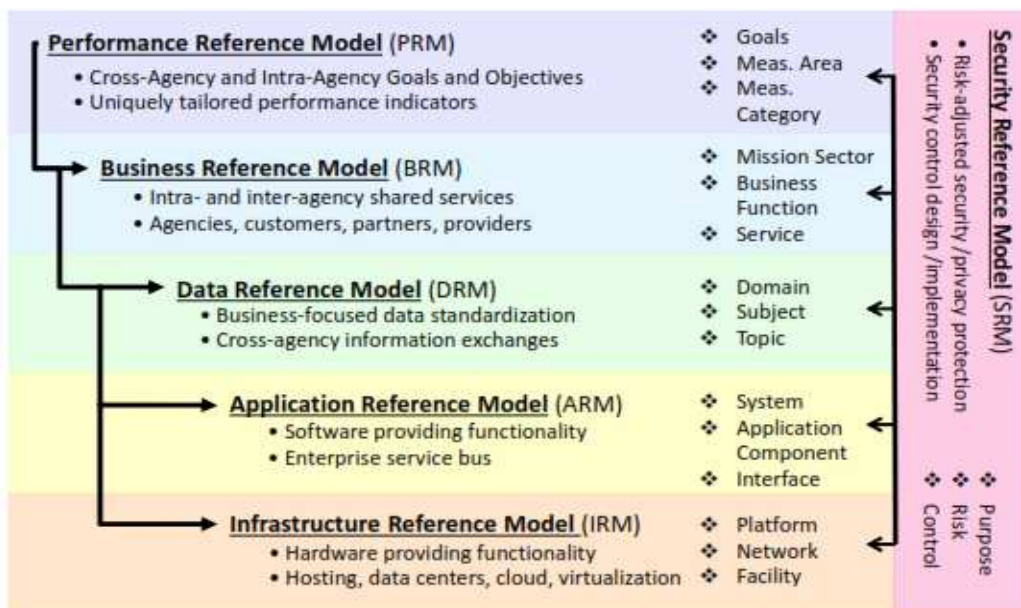 Performance Reference Model (PRM)
• Cross-Agency and Intra-Agency Goals and Objectives
• Uniquely tailored performance indicators
❖ Goals
❖ Meas. Area
❖ Meas.
Category
Business Reference Model (BRM)
• Intra- and inter-agency shared services
• Agencies, customers, partners, providers
❖ Mission Sector
❖ Business
Function
❖ Service
Data Reference Model (DRM)
• Business-focused data standardization
• Cross-agency information exchanges
❖ Domain
❖ Subject
❖ Topic
Application Reference Model (ARM)
• Software providing functionality
• Enterprise service bus
❖ System
❖ Application
Component
❖ Interface
Infrastructure Reference Model (IRM)
• Hardware providing functionality
• Hosting, data centers, cloud, virtualization
❖ Platform
❖ Network
❖ Facility
Security Reference Model (SRM)
• Risk-adjusted security/privacy protection
• Security control design/implementation
❖ Purpose
❖ Risk
❖ Control